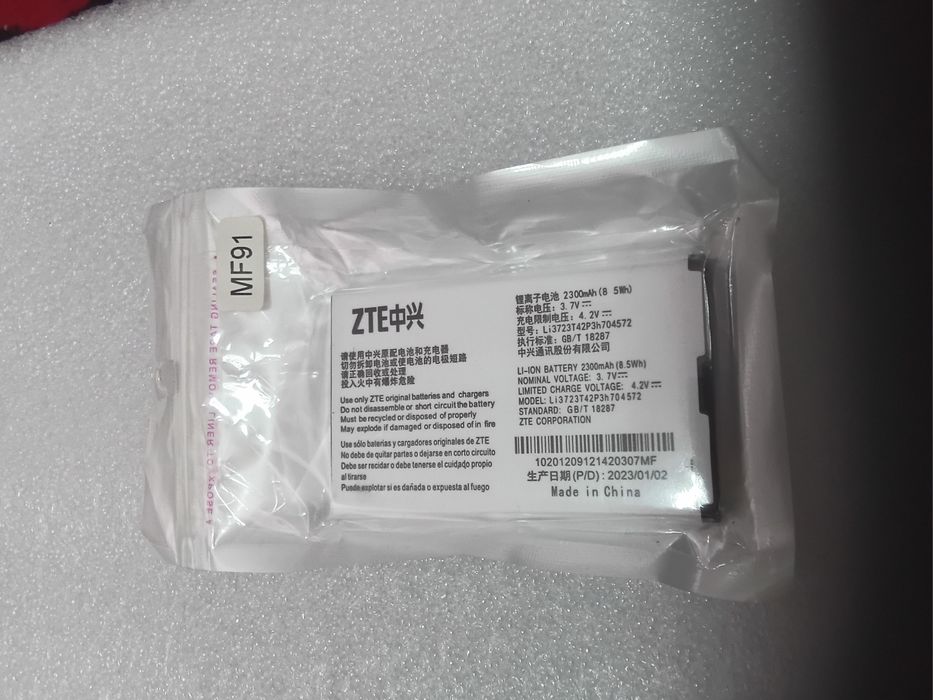 MF91
ZTE中兴
请使用中兴原配电池和充电器
切勿拆卸电池或使电池的电极短路
请正确回收或处理
投入火中有爆炸危险
Use only ZTE original batteries and chargers
Do not disassemble or short circuit the battery
Must be recycled or disposed of properly
May explode if damaged or disposed of in fire
Use sólo baterías y cargadores originales de ZTE
No debe de quitar partes o dejarse en corto circuito
Debe ser recidar o debe tenerse el cuidado propio
al tirarse
Puede explotar si es dañada o expuesta al fuego
锂离子电池 2300mAh(8 5Wh)
标称电压: 3.7V
充电限制电压: 4.2V
型号: Li3723T42P3h704572
执行标准: GB/T 18287
中兴通讯股份有限公司
LI-ION BATTERY 2300mAh(8.5Wh)
NOMINAL VOLTAGE: 3.7V
LIMITED CHARGE VOLTAGE: 4.2V
MODEL: Li3723T42P3h704572
STANDARD: GB/T 18287
ZTE CORPORATION
10201209121420307MF
生产日期(P/D): 2023/01/02
Made in China